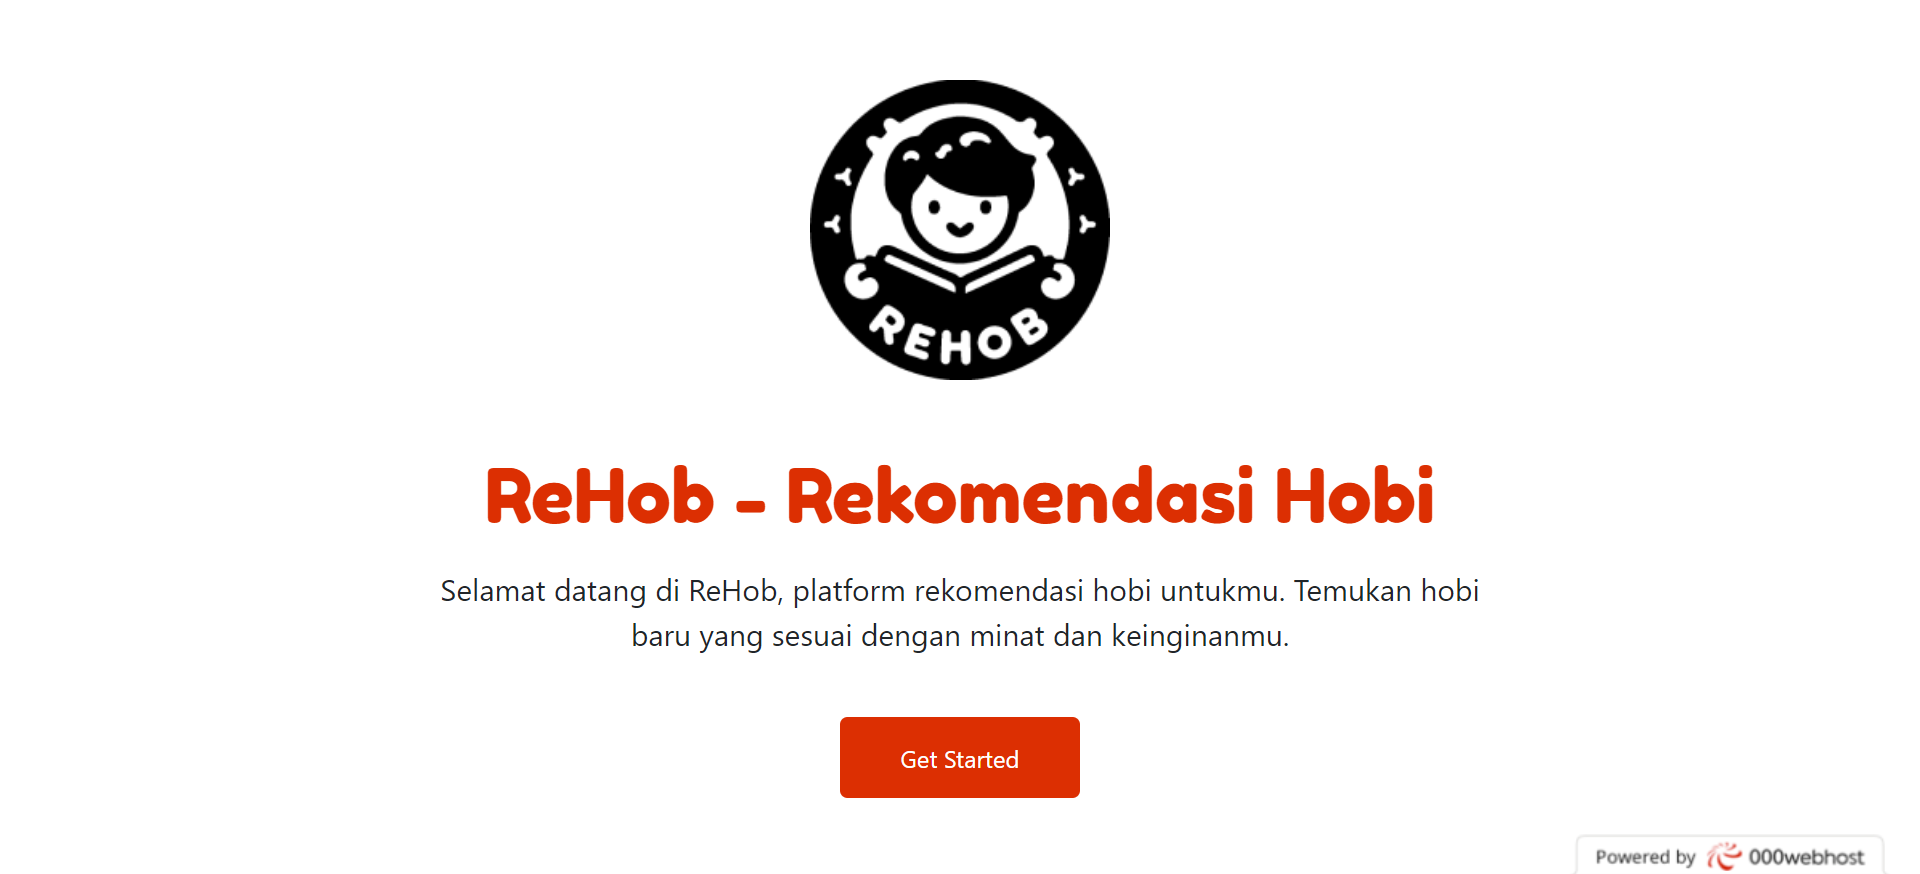 REHOB
ReHob - Rekomendasi Hobi
Selamat datang di ReHob, platform rekomendasi hobi untukmu. Temukan hobi
baru yang sesuai dengan minat dan keinginanmu.
Get Started
Powered by 000webhost